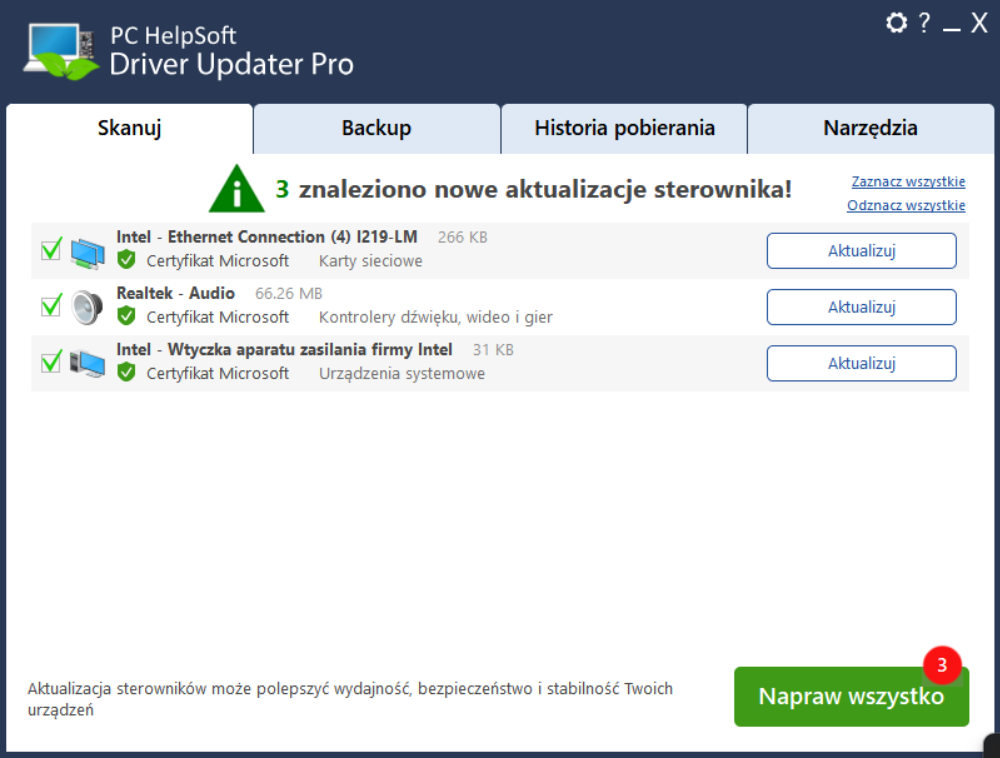 PC HelpSoft
Driver Updater Pro
? _ X
Skanuj Backup Historia pobierania Narzędzia
3 znaleziono nowe aktualizacje sterownika!
Zaznacz wszystkie
Odznacz wszystkie
Intel - Ethernet Connection (4) I219-LM 266 KB
Certyfikat Microsoft Karty sieciowe
Aktualizuj
Realtek - Audio 66.26 MB
Certyfikat Microsoft Kontrolery dźwięku, wideo i gier
Aktualizuj
Intel - Wtyczka aparatu zasilania firmy Intel 31 KB
Certyfikat Microsoft Urządzenia systemowe
Aktualizuj
Aktualizacja sterowników może polepszyć wydajność, bezpieczeństwo i stabilność Twoich
urządzeń
3
Napraw wszystko